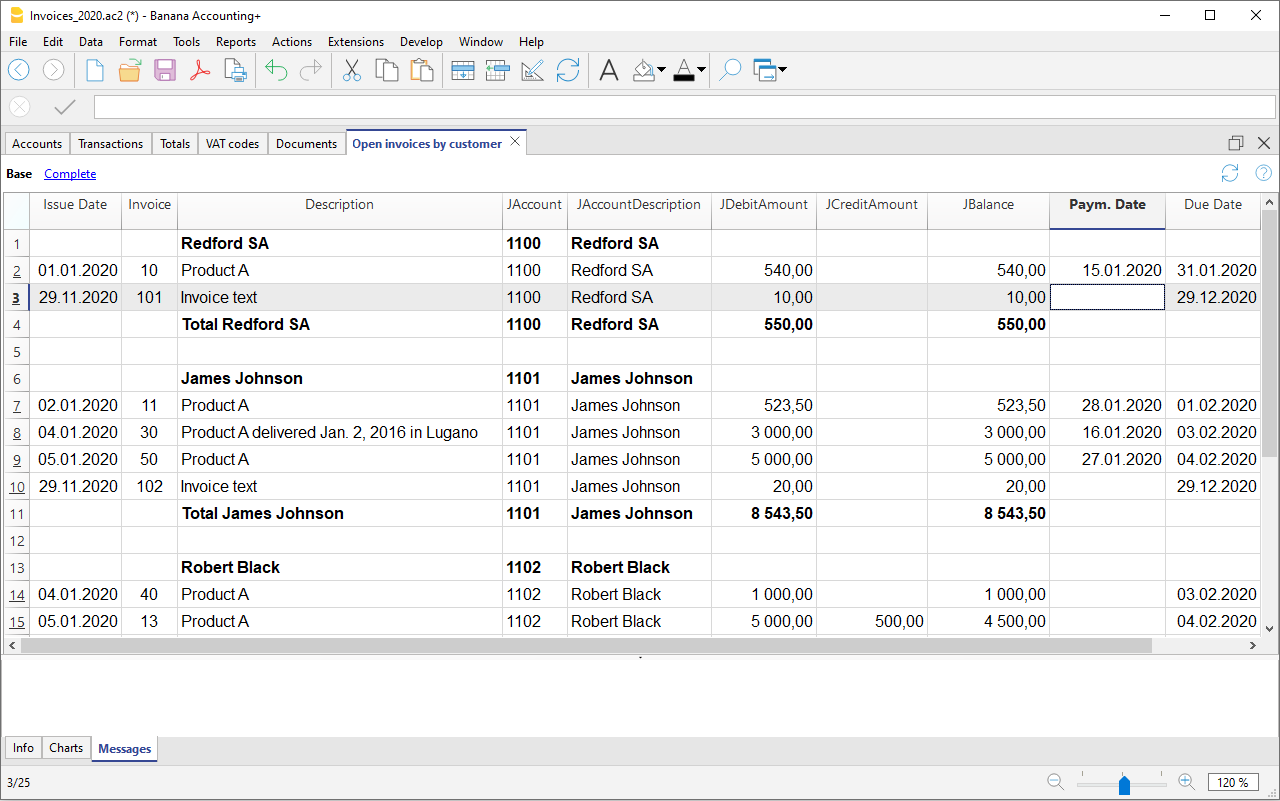 Invoices_2020.ac2 (*) - Banana Accounting+
File Edit Data Format Tools Reports Actions Extensions Develop Window Help
Accounts Transactions Totals VAT codes Documents Open invoices by customer
Base Complete
Issue Date Invoice Description JAccount JAccountDescription JDebitAmount JCreditAmount JBalance Paym. Date Due Date
1 Redford SA 1100 Redford SA
2 01.01.2020 10 Product A 1100 Redford SA 540,00 540,00 15.01.2020 31.01.2020
3 29.11.2020 101 Invoice text 1100 Redford SA 10,00 10,00 29.12.2020
4 Total Redford SA 1100 Redford SA 550,00 550,00
5
6 James Johnson 1101 James Johnson
7 02.01.2020 11 Product A 1101 James Johnson 523,50 523,50 28.01.2020 01.02.2020
8 04.01.2020 30 Product A delivered Jan. 2, 2016 in Lugano 1101 James Johnson 3 000,00 3 000,00 16.01.2020 03.02.2020
9 05.01.2020 50 Product A 1101 James Johnson 5 000,00 5 000,00 27.01.2020 04.02.2020
10 29.11.2020 102 Invoice text 1101 James Johnson 20,00 20,00 29.12.2020
11 Total James Johnson 1101 James Johnson 8 543,50 8 543,50
12
13 Robert Black 1102 Robert Black
14 04.01.2020 40 Product A 1102 Robert Black 1 000,00 1 000,00 03.02.2020
15 05.01.2020 13 Product A 1102 Robert Black 5 000,00 500,00 4 500,00 04.02.2020
Info Charts Messages
3/25 120 %